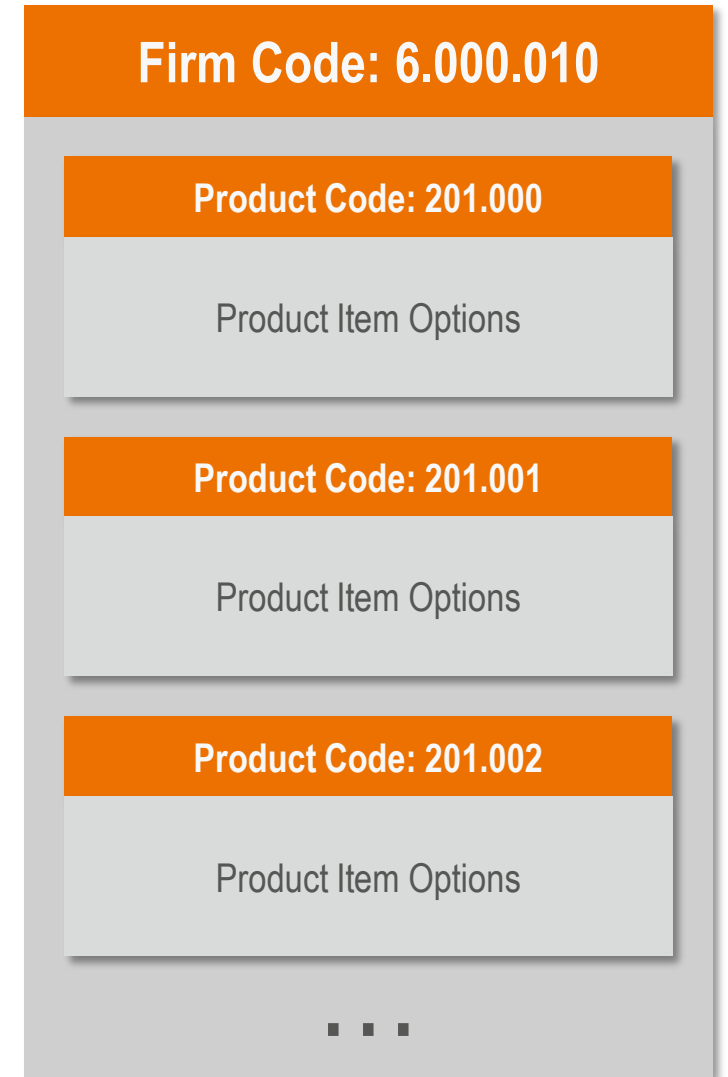 Firm Code: 6.000.010
Product Code: 201.000
Product Item Options
Product Code: 201.001
Product Item Options
Product Code: 201.002
Product Item Options
...